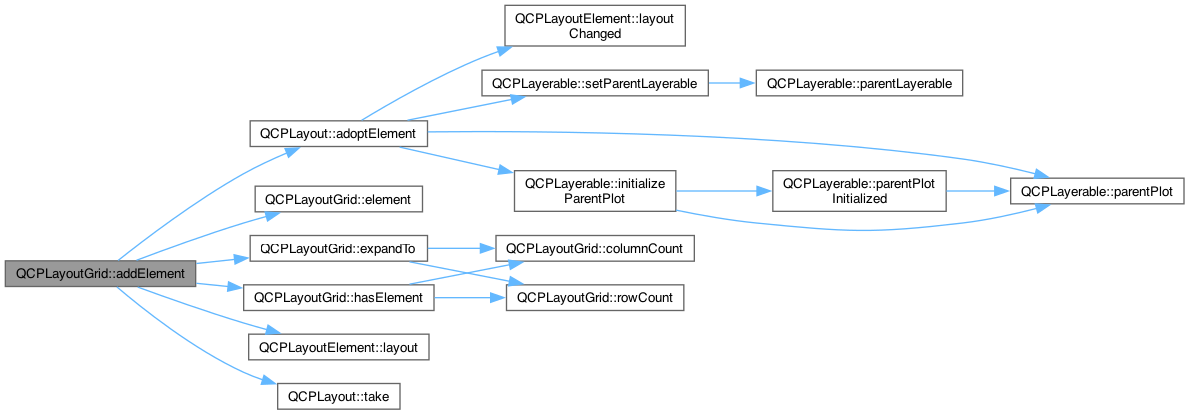 QCPLayoutGrid::addElement
QCPLayout::adoptElement
QCPLayoutElement::layout
Changed
QCPLayerable::setParentLayerable
QCPLayerable::parentLayerable
QCPLayerable::initialize
ParentPlot
QCPLayerable::parentPlot
Initialized
QCPLayerable::parentPlot
QCPLayoutGrid::element
QCPLayoutGrid::expandTo
QCPLayoutGrid::columnCount
QCPLayoutGrid::hasElement
QCPLayoutGrid::rowCount
QCPLayoutElement::layout
QCPLayout::take